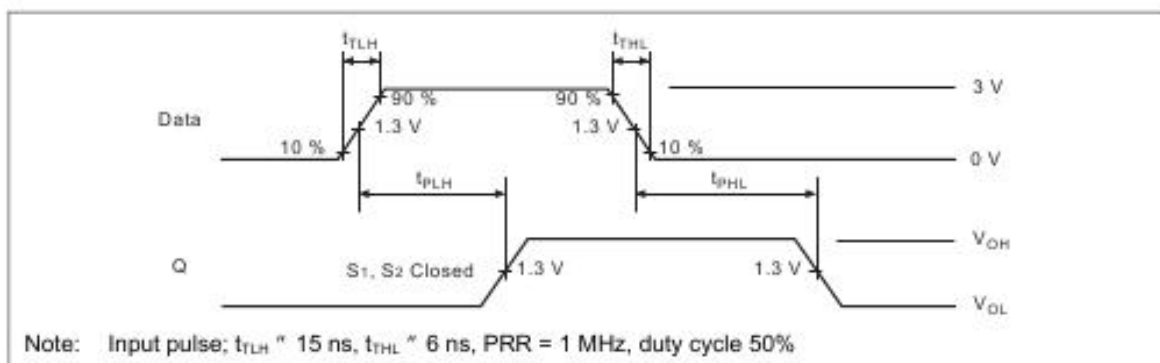 tTLH tTHL
90 % 90 % 3 V
Data 1.3 V 1.3 V
10 % 10 % 0 V
tPLH tPHL
VOH
Q S1, S2 Closed 1.3 V 1.3 V
VOL
Note: Input pulse; tTLH ″ 15 ns, tTHL ″ 6 ns, PRR = 1 MHz, duty cycle 50%